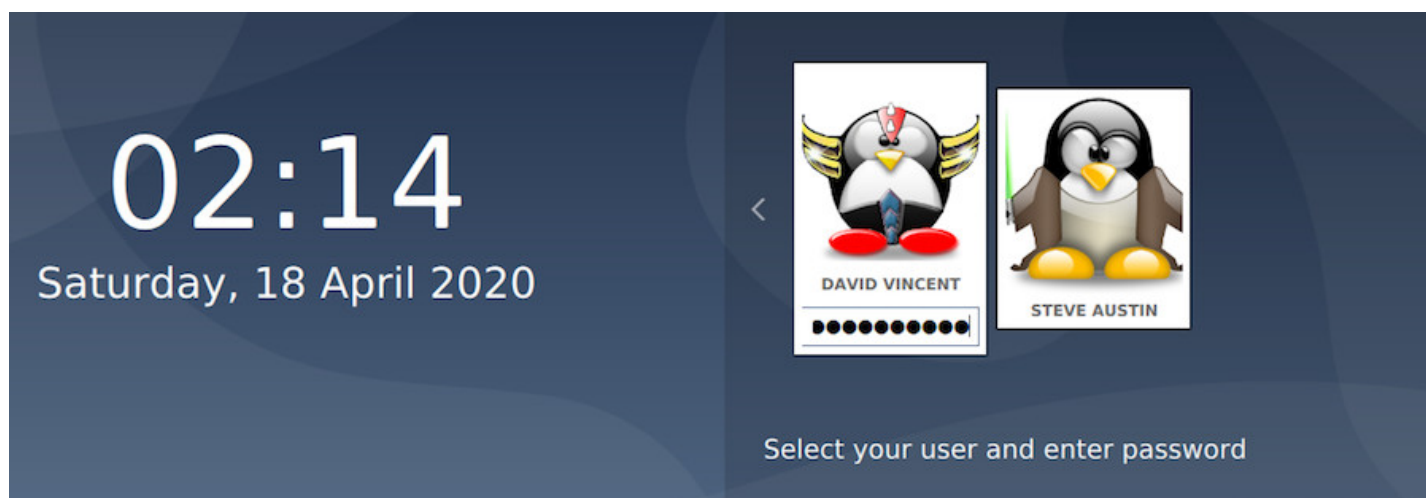 02:14
Saturday, 18 April 2020
DAVID VINCENT
STEVE AUSTIN
Select your user and enter password